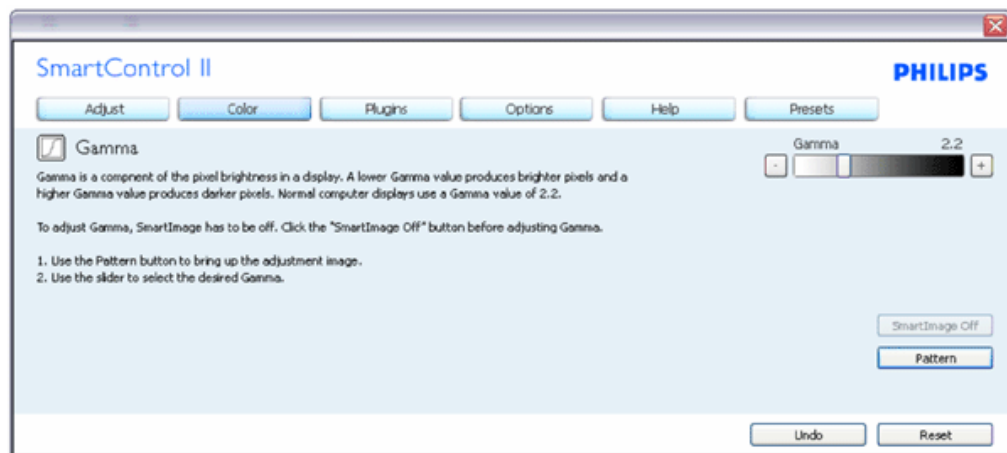 SmartControl II
PHILIPS
Adjust
Color
Plugins
Options
Help
Presets
Gamma
Gamma 2.2
- +
Gamma is a compnent of the pixel brightness in a display. A lower Gamma value produces brighter pixels and a
higher Gamma value produces darker pixels. Normal computer displays use a Gamma value of 2.2.
To adjust Gamma, SmartImage has to be off. Click the "SmartImage Off" button before adjusting Gamma.
1. Use the Pattern button to bring up the adjustment image.
2. Use the slider to select the desired Gamma.
SmartImage Off
Pattern
Undo
Reset